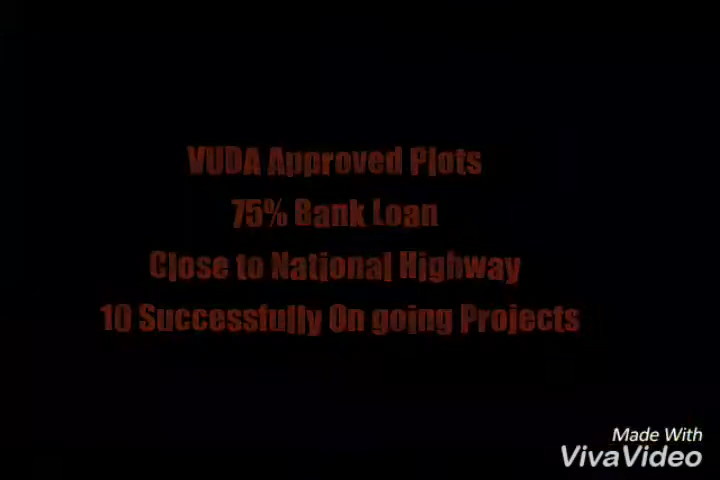 VUDA Approved Plots
75% Bank Loan
Close to National Highway
10 Successfully On going Projects
Made With
VivaVideo